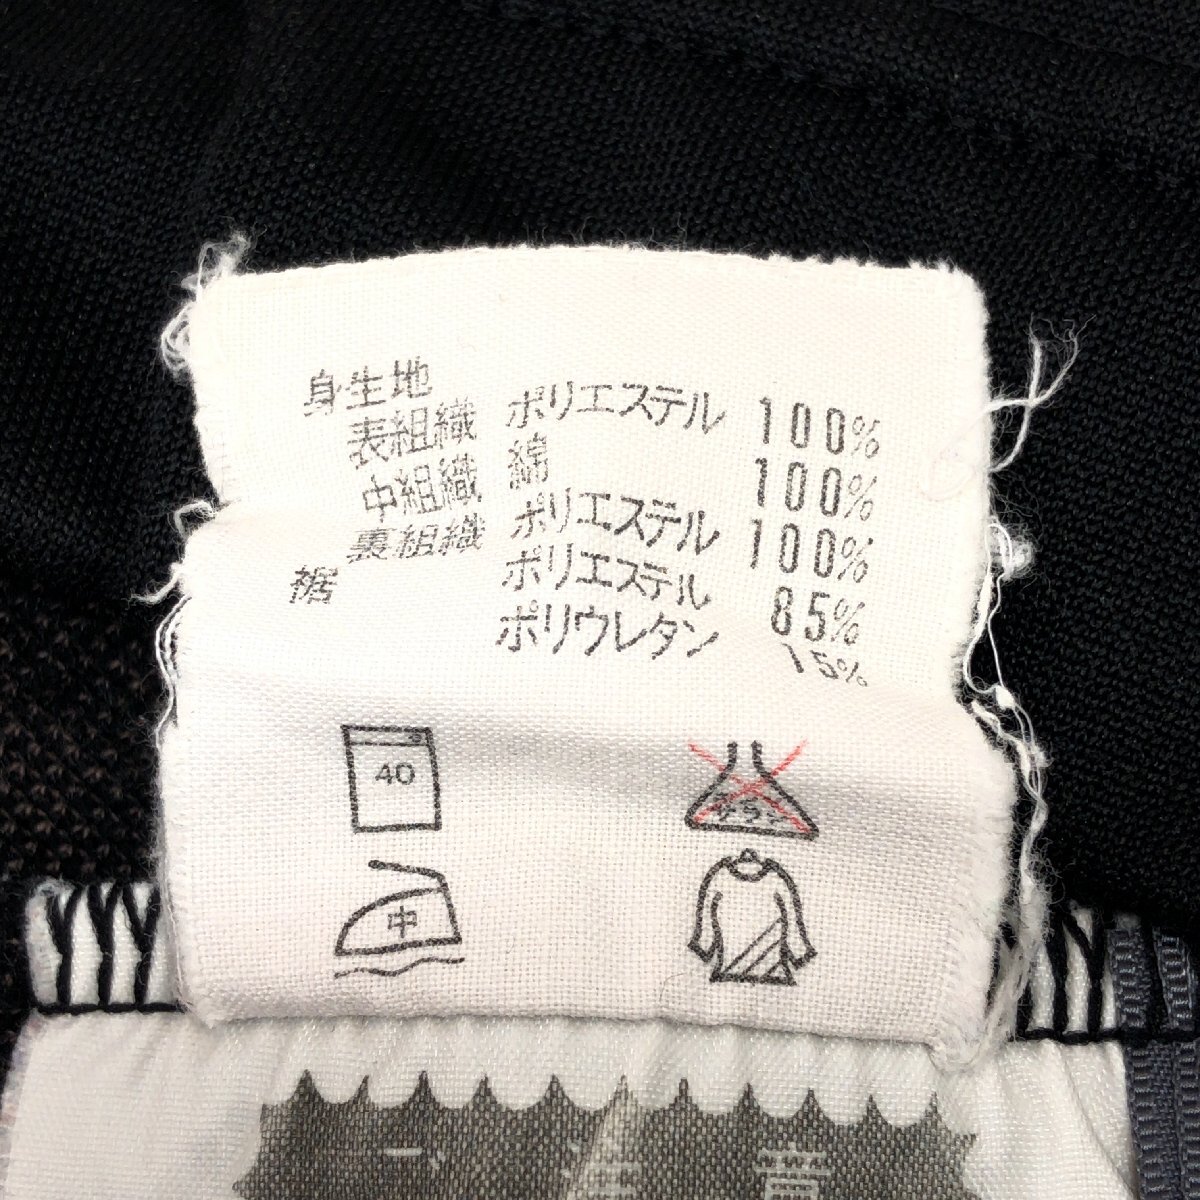 身生地
表組織 ポリエステル 100%
中組織 綿 100%
裏組織 ポリエステル 100%
裾 ポリエステル 85%
ポリウレタン 15%
40
中
注 意